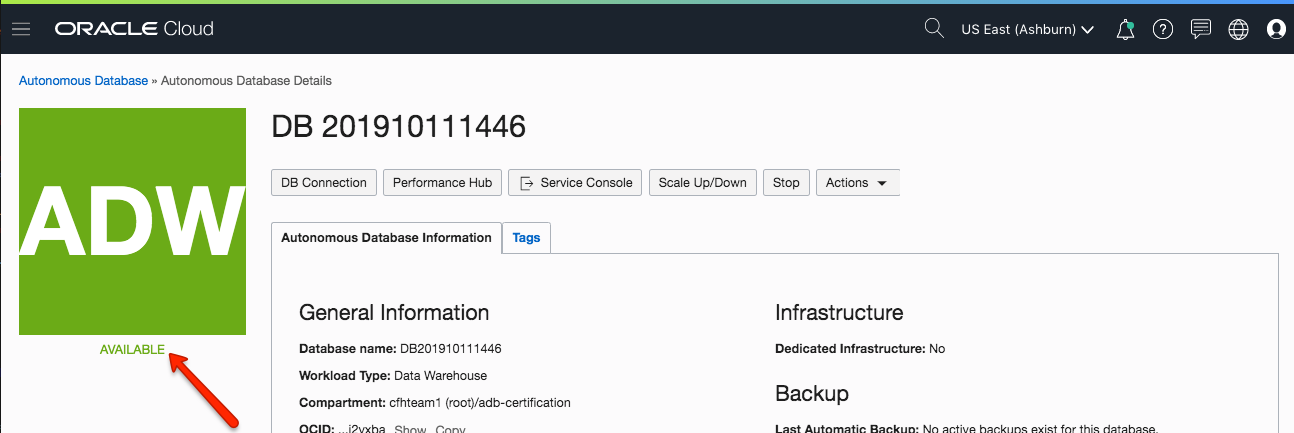 ORACLE Cloud
US East (Ashburn)
Autonomous Database » Autonomous Database Details
ADW
AVAILABLE
DB 201910111446
DB Connection Performance Hub Service Console Scale Up/Down Stop Actions
Autonomous Database Information Tags
General Information
Database name: DB201910111446
Workload Type: Data Warehouse
Compartment: cfhteam1 (root)/adb-certification
OCID: ...j2yxba Show Copy
Infrastructure
Dedicated Infrastructure: No
Backup
Last Automatic Backup: No active backups exist for this database.